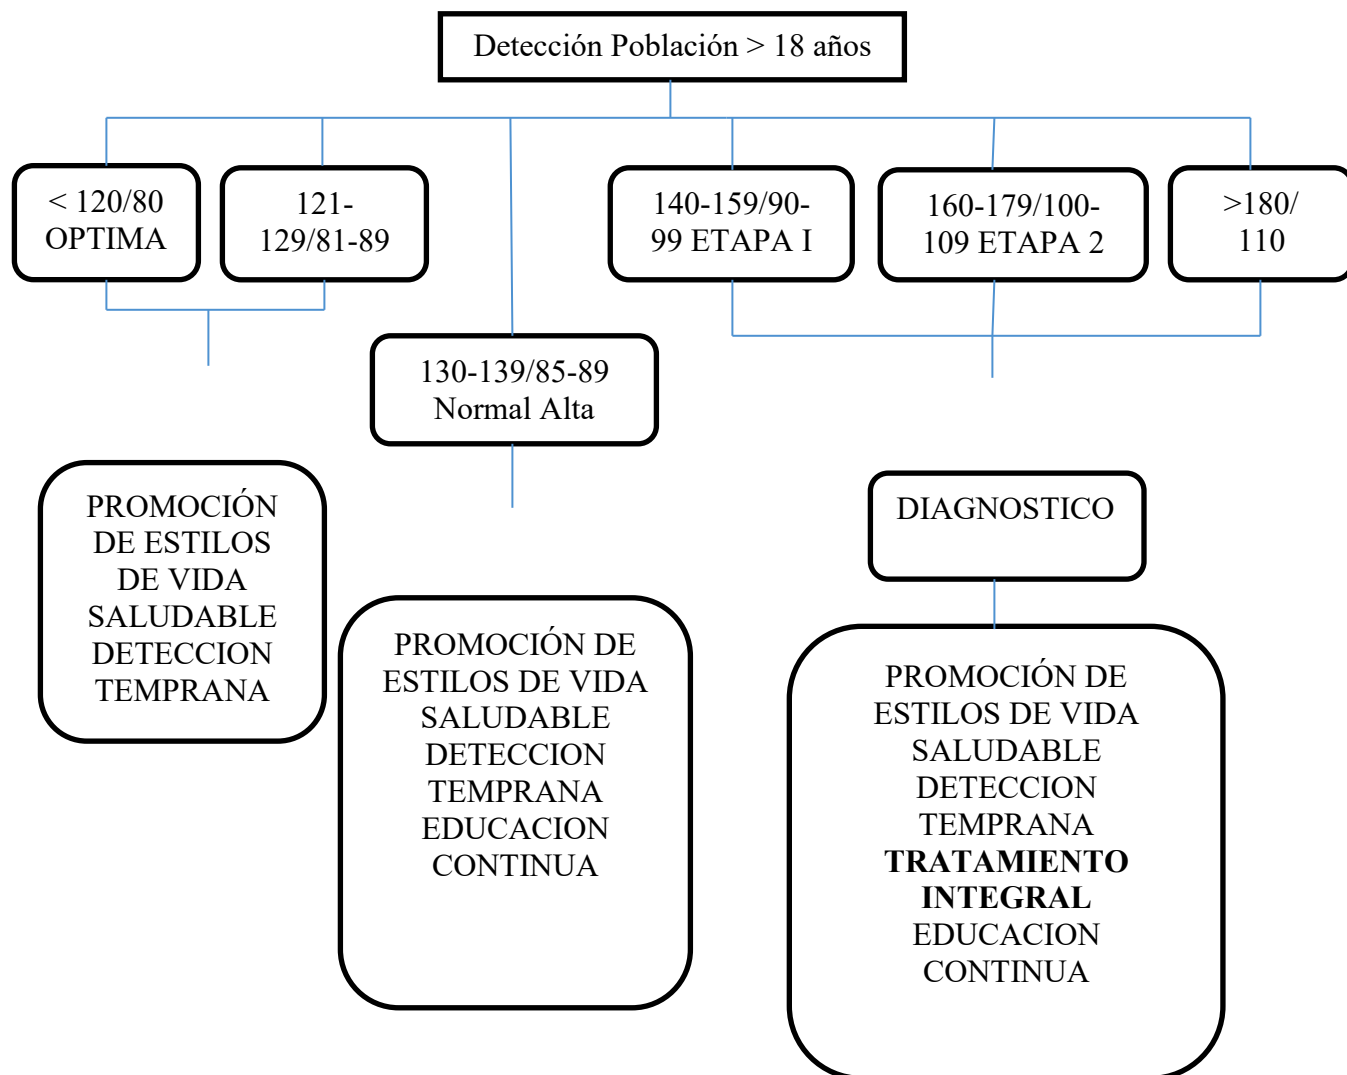 Detección Población > 18 años
< 120/80
OPTIMA
121-
129/81-89
140-159/90-
99 ETAPA I
160-179/100-
109 ETAPA 2
>180/
110
130-139/85-89
Normal Alta
PROMOCIÓN
DE ESTILOS
DE VIDA
SALUDABLE
DETECCION
TEMPRANA
DIAGNOSTICO
PROMOCIÓN DE
ESTILOS DE VIDA
SALUDABLE
DETECCION
TEMPRANA
EDUCACION
CONTINUA
PROMOCIÓN DE
ESTILOS DE VIDA
SALUDABLE
DETECCION
TEMPRANA
TRATAMIENTO
INTEGRAL
EDUCACION
CONTINUA